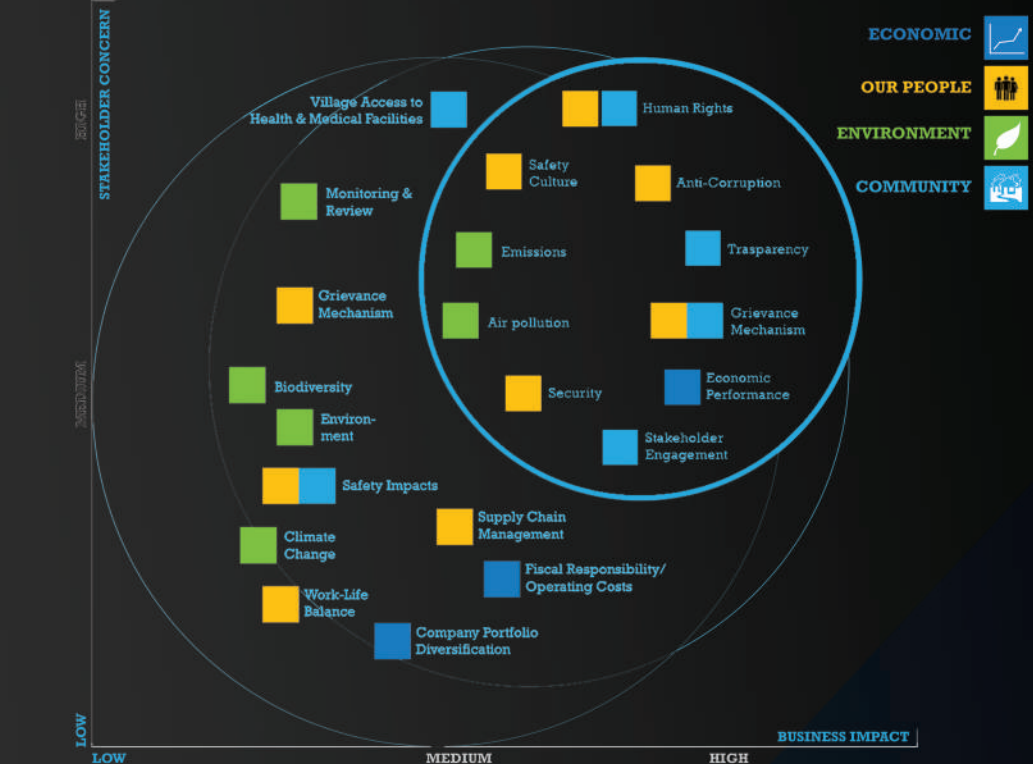 STAKEHOLDER CONCERN
HIGH
MEDIUM
LOW
ECONOMIC
OUR PEOPLE
ENVIRONMENT
COMMUNITY
Village Access to
Health & Medical Facilities
Human Rights
Safety
Culture
Anti-Corruption
Monitoring &
Review
Emissions
Trasparency
Grievance
Mechanism
Air pollution
Grievance
Mechanism
Biodiversity
Security
Economic
Performance
Environ-
ment
Stakeholder
Engagement
Safety Impacts
Supply Chain
Management
Climate
Change
Fiscal Responsibility/
Operating Costs
Work-Life
Balance
Company Portfolio
Diversification
BUSINESS IMPACT
LOW
MEDIUM
HIGH